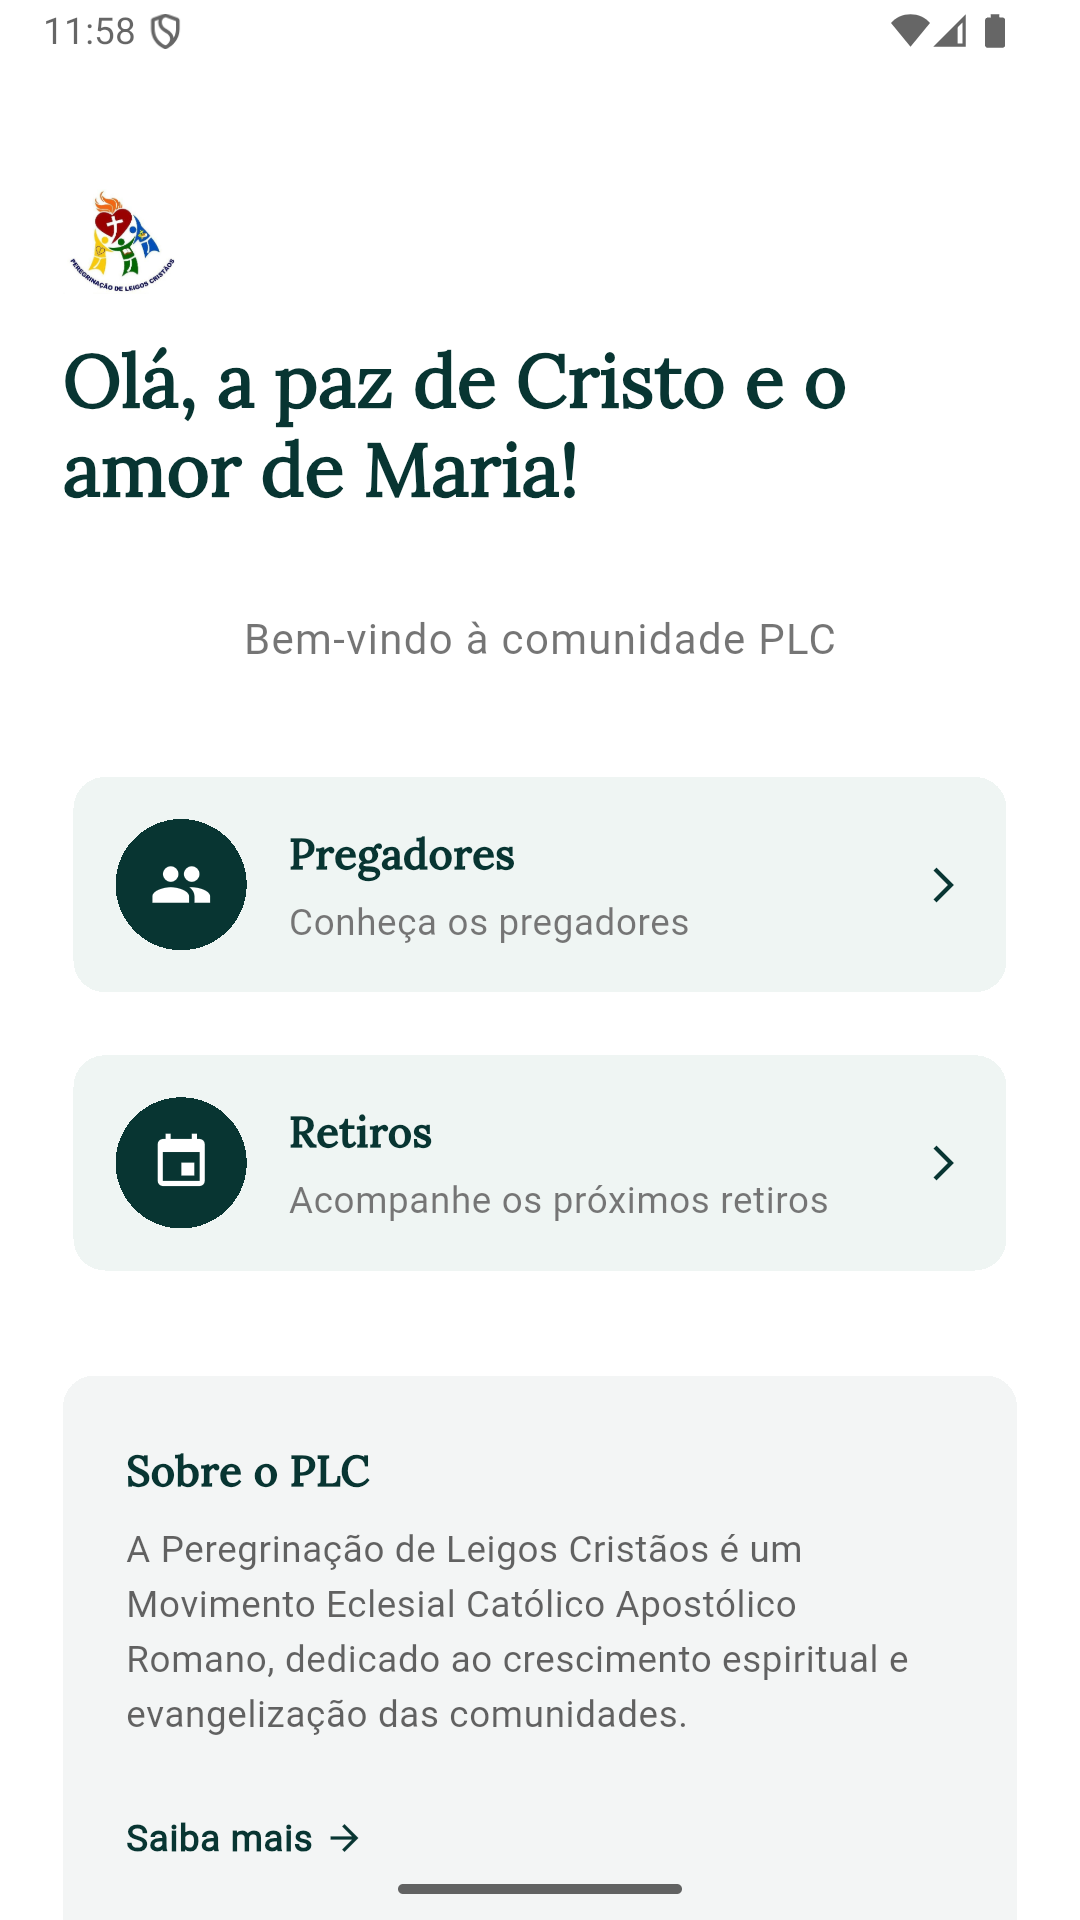 11:58
PEREGRINAÇÃO DE LEIGOS CRISTÃOS
Olá, a paz de Cristo e o
amor de Maria!
Bem-vindo à comunidade PLC
Pregadores
Conheça os pregadores
Retiros
Acompanhe os próximos retiros
Sobre o PLC
A Peregrinação de Leigos Cristãos é um
Movimento Eclesial Católico Apostólico
Romano, dedicado ao crescimento espiritual e
evangelização das comunidades.
Saiba mais